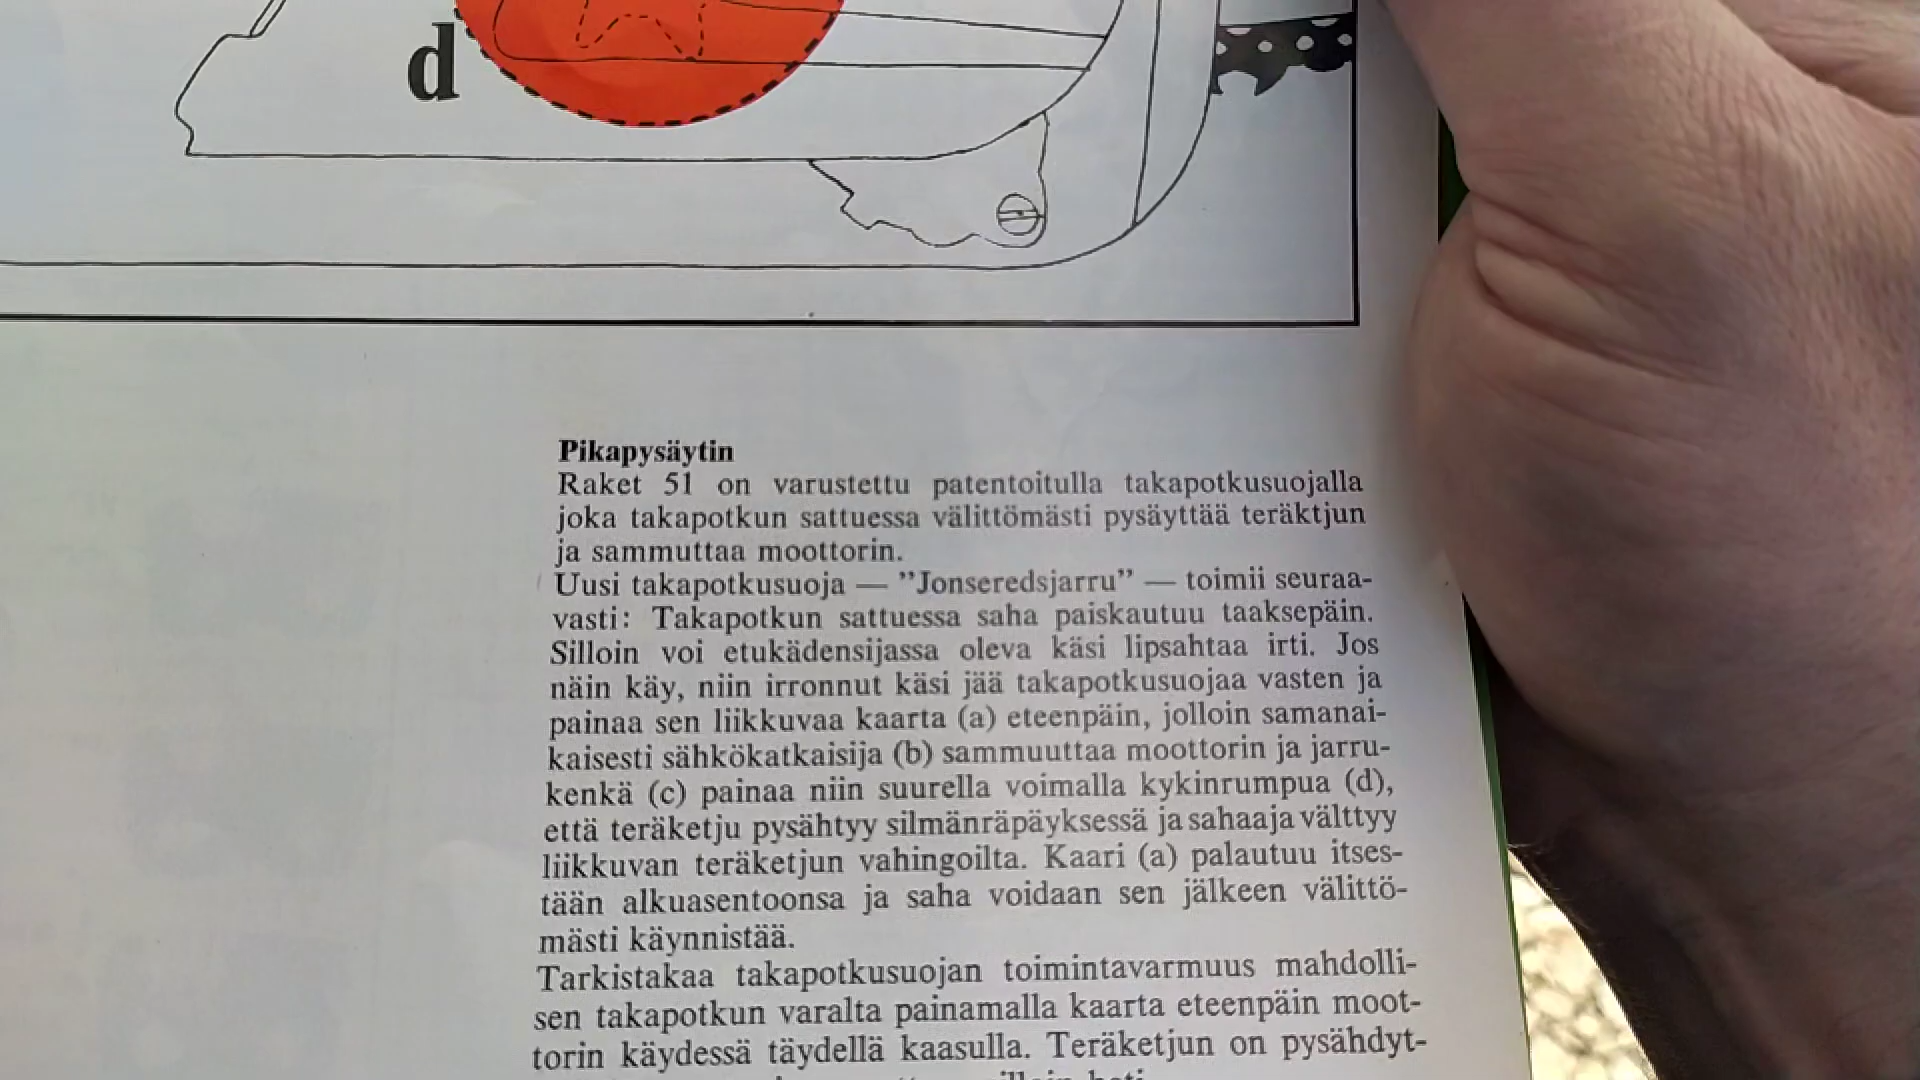 d
Pikapysäytin
Raket 51 on varustettu patentoitulla takapotkusuojalla
joka takapotkun sattuessa välittömästi pysäyttää teräktjun
ja sammuttaa moottorin.
Uusi takapotkusuoja — ”Jonseredsjarru” — toimii seuraa-
vasti: Takapotkun sattuessa saha paiskautuu taaksepäin.
Silloin voi etukädensijassa oleva käsi lipsahtaa irti. Jos
näin käy, niin irronnut käsi jää takapotkusuojaa vasten ja
painaa sen liikkuvaa kaarta (a) eteenpäin, jolloin samanai-
kaisesti sähkökatkaisija (b) sammuuttaa moottorin ja jarru-
kenkä (c) painaa niin suurella voimalla kykinrumpua (d),
että teräketju pysähtyy silmänräpäyksessä ja sahaaja välttyy
liikkuvan teräketjun vahingoilta. Kaari (a) palautuu itses-
tään alkuasentoonsa ja saha voidaan sen jälkeen välittö-
mästi käynnistää.
Tarkistakaa takapotkusuojan toimintavarmuus mahdolli-
sen takapotkun varalta painamalla kaarta eteenpäin moot-
torin käydessä täydellä kaasulla. Teräketjun on pysähdyt-